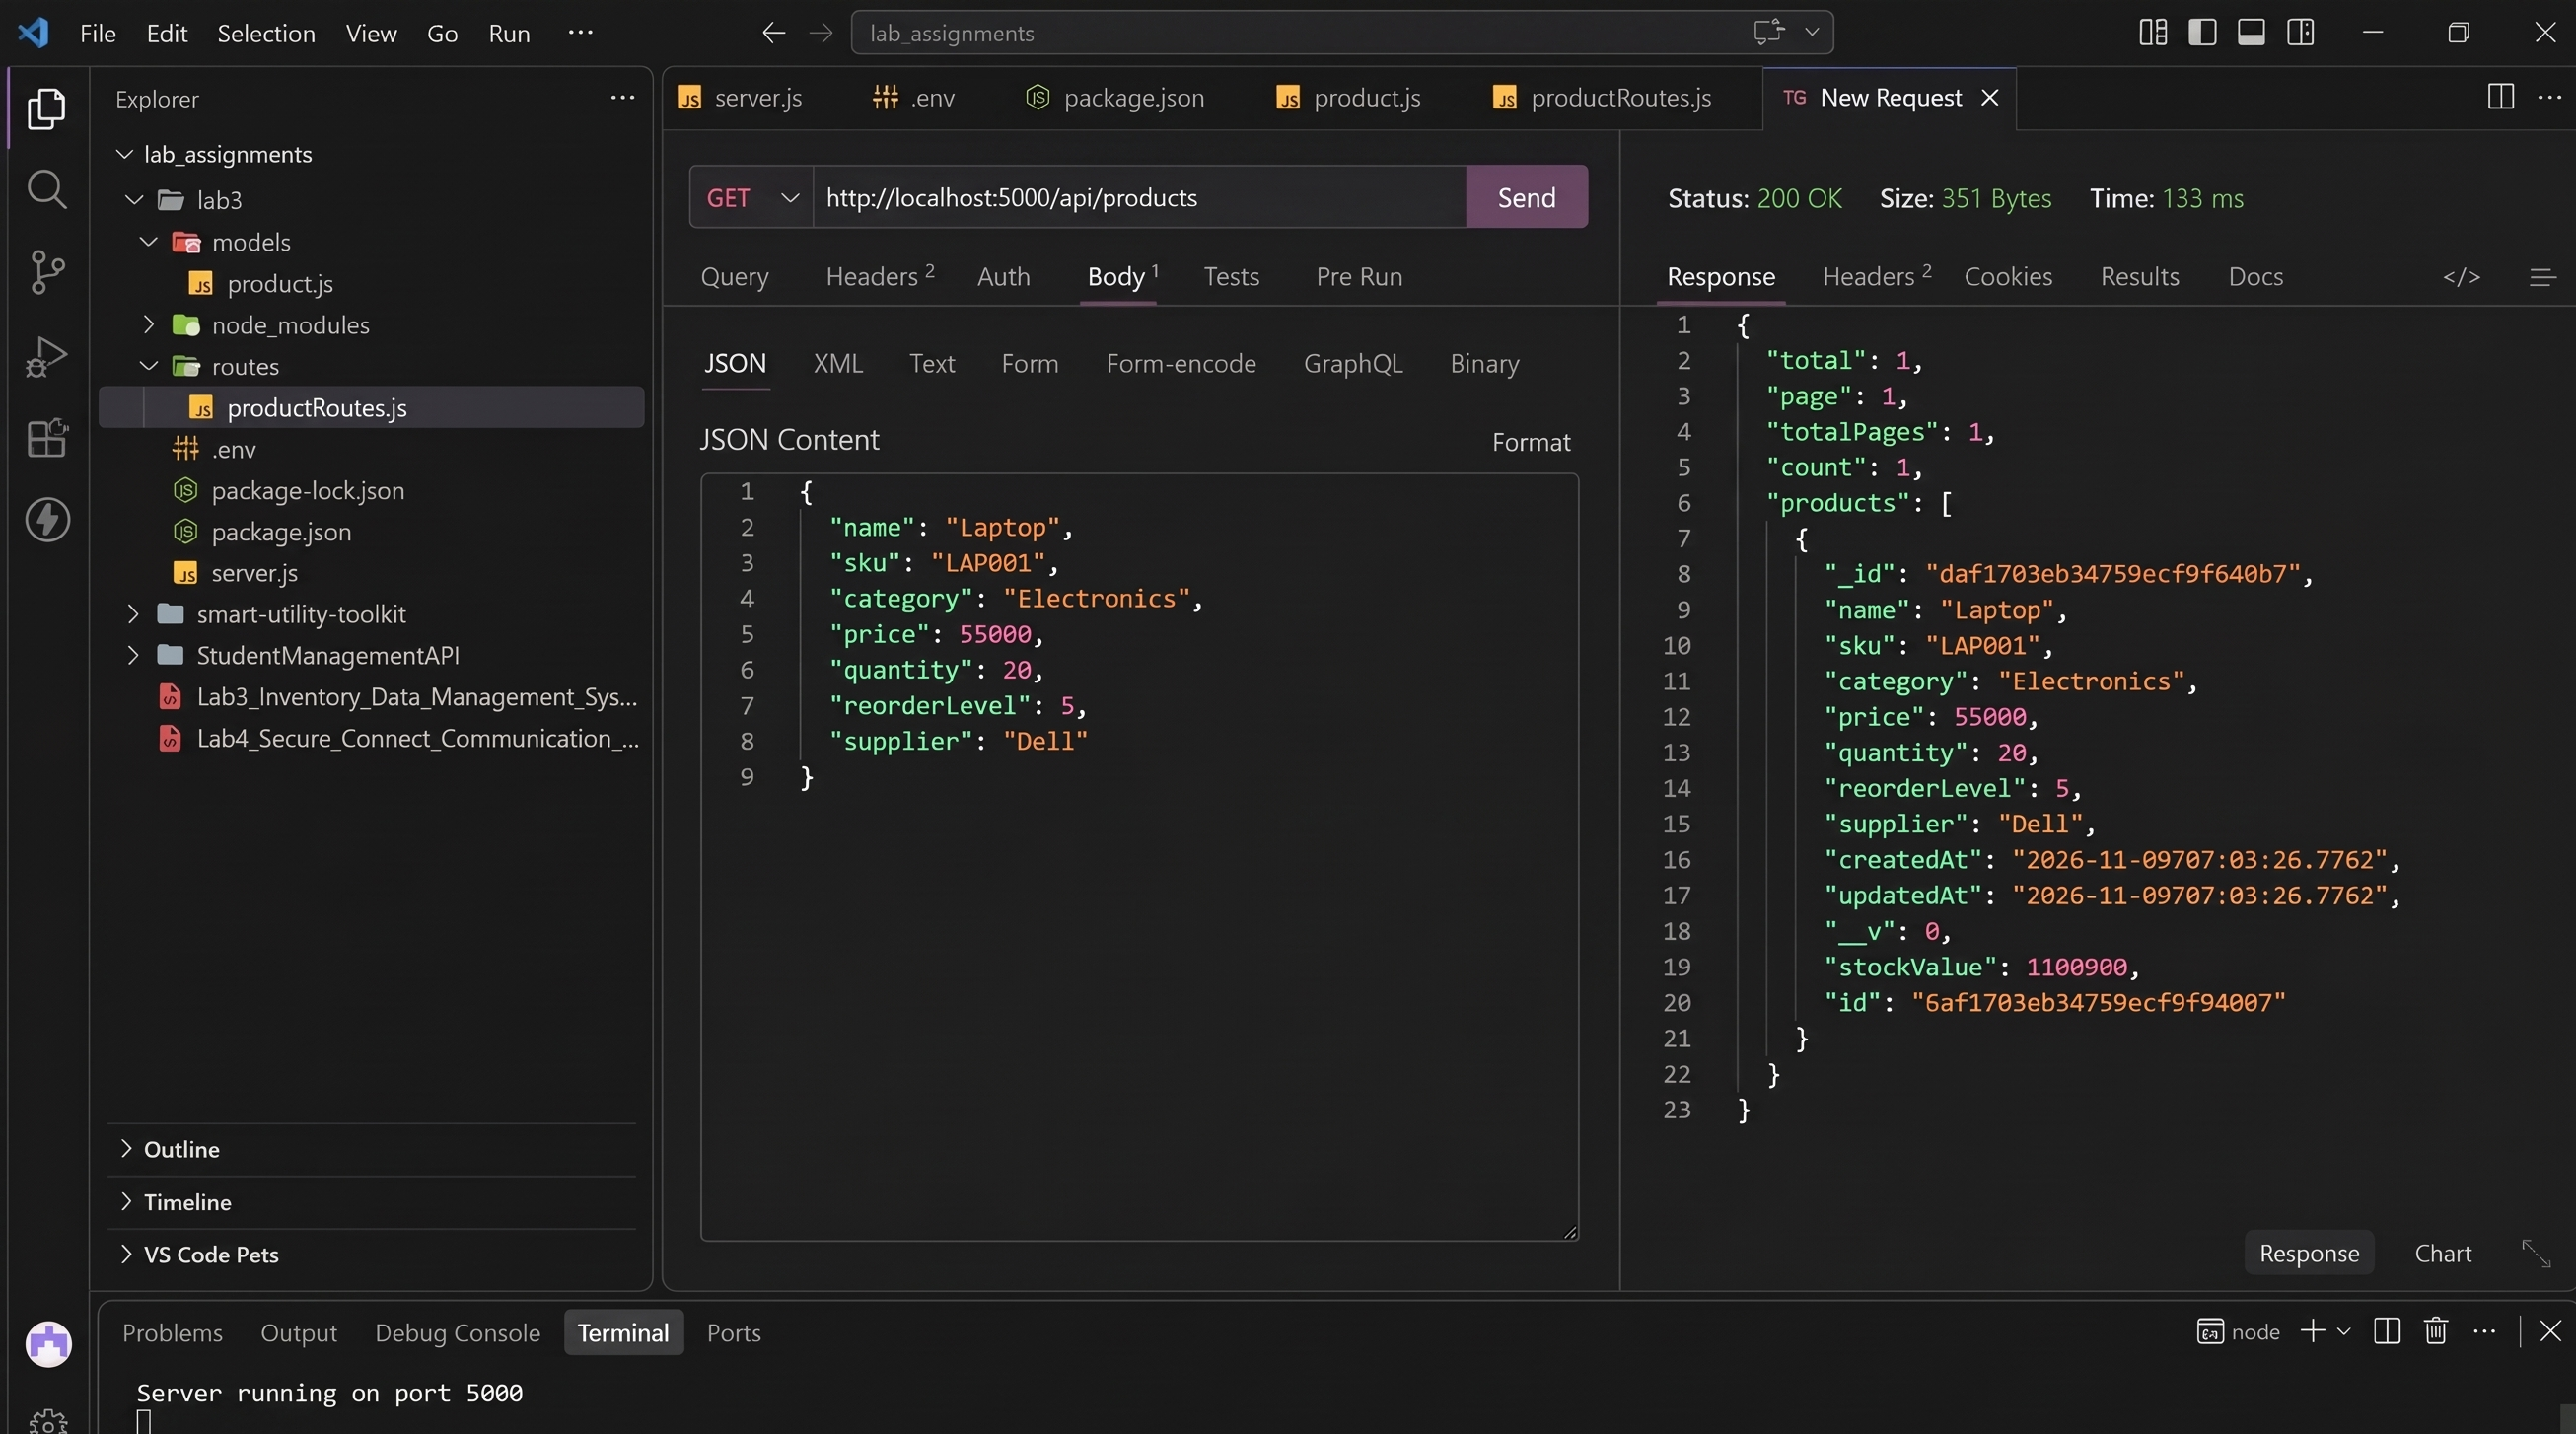 File Edit Selection View Go Run ...
lab_assignments
Explorer ...
lab_assignments
lab3
models
product.js
node_modules
routes
productRoutes.js
.env
package-lock.json
package.json
server.js
smart-utility-toolkit
StudentManagementAPI
Lab3_Inventory_Data_Management_Sys...
Lab4_Secure_Connect_Communication_...
Outline
Timeline
VS Code Pets
server.js .env package.json product.js productRoutes.js TG New Request
GET http://localhost:5000/api/products Send
Query Headers 2 Auth Body 1 Tests Pre Run
JSON XML Text Form Form-encode GraphQL Binary
JSON Content Format
1 {
2 "name": "Laptop",
3 "sku": "LAP001",
4 "category": "Electronics",
5 "price": 55000,
6 "quantity": 20,
7 "reorderLevel": 5,
8 "supplier": "Dell"
9 }
Status: 200 OK Size: 351 Bytes Time: 133 ms
Response Headers 2 Cookies Results Docs </>
1 {
2 "total": 1,
3 "page": 1,
4 "totalPages": 1,
5 "count": 1,
6 "products": [
7 {
8 "_id": "daf1703eb34759ecf9f640b7",
9 "name": "Laptop",
10 "sku": "LAP001",
11 "category": "Electronics",
12 "price": 55000,
13 "quantity": 20,
14 "reorderLevel": 5,
15 "supplier": "Dell",
16 "createdAt": "2026-11-09707:03:26.7762",
17 "updatedAt": "2026-11-09707:03:26.7762",
18 "__v": 0,
19 "stockValue": 1100900,
20 "id": "6af1703eb34759ecf9f94007"
21 }
22 }
23 }
Response Chart
Problems Output Debug Console Terminal Ports
node
Server running on port 5000